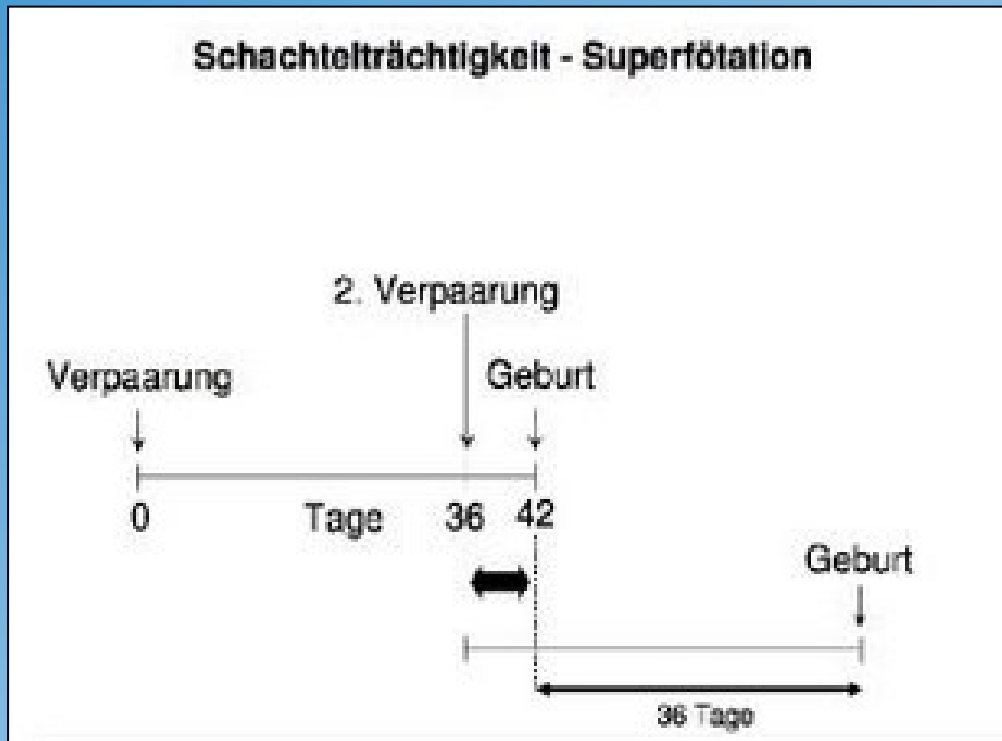 Schachtelträchtigkeit - Superfötation
2. Verpaarung
Verpaarung
Geburt
0
Tage
36
42
Geburt
36 Tage